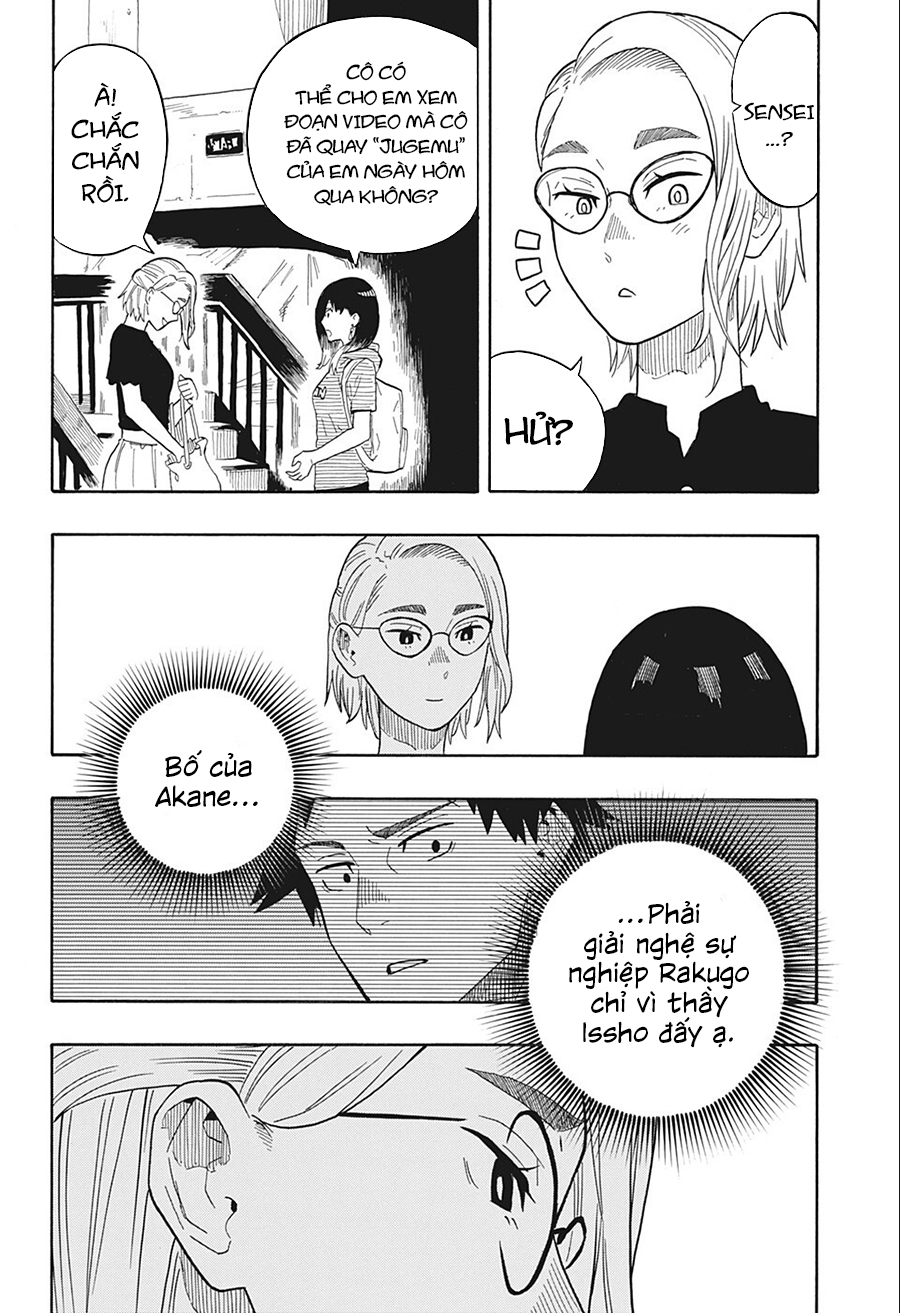 SENSEI
...?
HỬ?
CÔ CÓ
THỂ CHO EM XEM
ĐOẠN VIDEO MÀ CÔ
ĐÃ QUAY "JUGEMU"
CỦA EM NGÀY HÔM
QUA KHÔNG?
À!
CHẮC
CHẮN
RỒI.
Bố của
Akane...
...Phải
giải nghệ sự
nghiệp Rakugo
chỉ vì thầy
Issho đấy ạ.